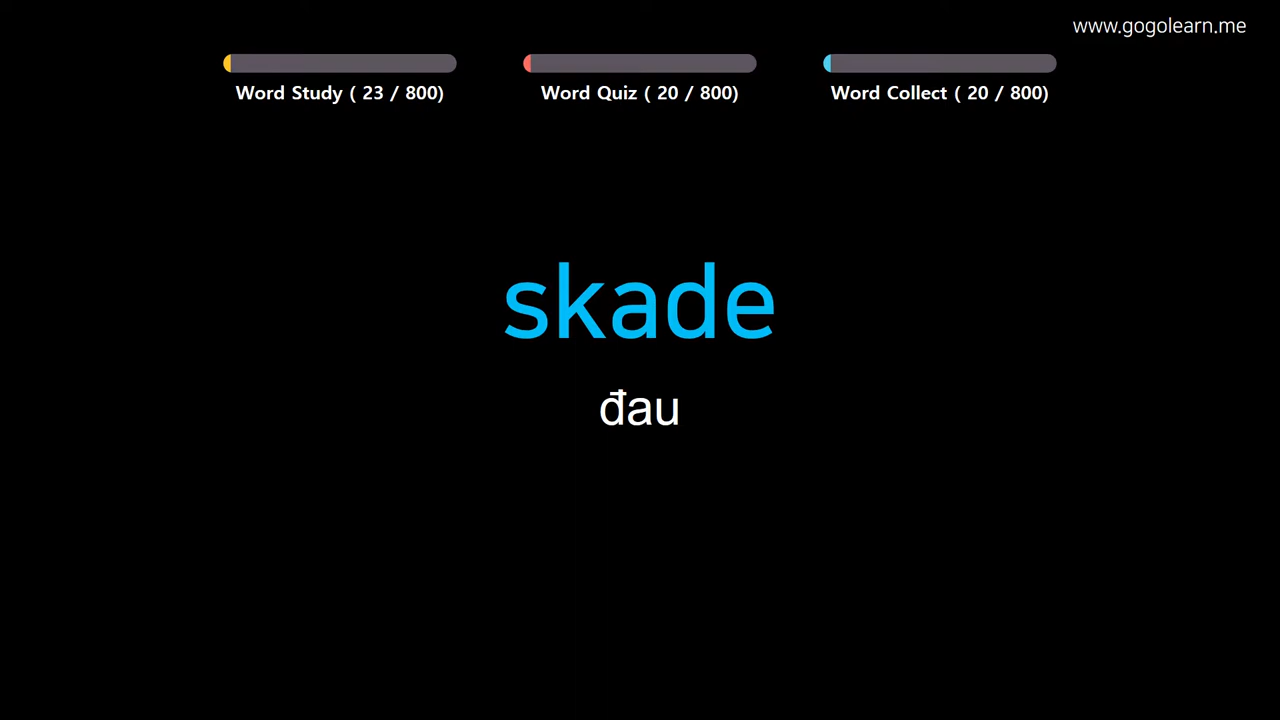 www.gogolearn.me
Word Study ( 23 / 800)
Word Quiz ( 20 / 800)
Word Collect ( 20 / 800)
skade
đau